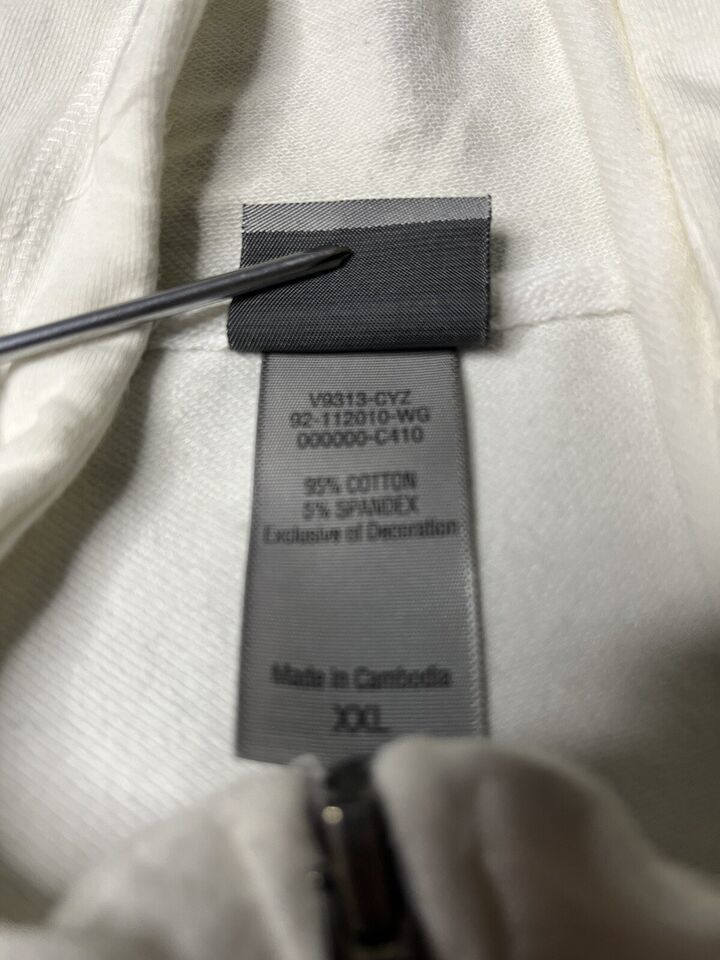 V9313-CYZ
92-112010-WG
000000-C410
95% COTTON
5% SPANDEX
Exclusive of Decoration
Made in Cambodia
XXL